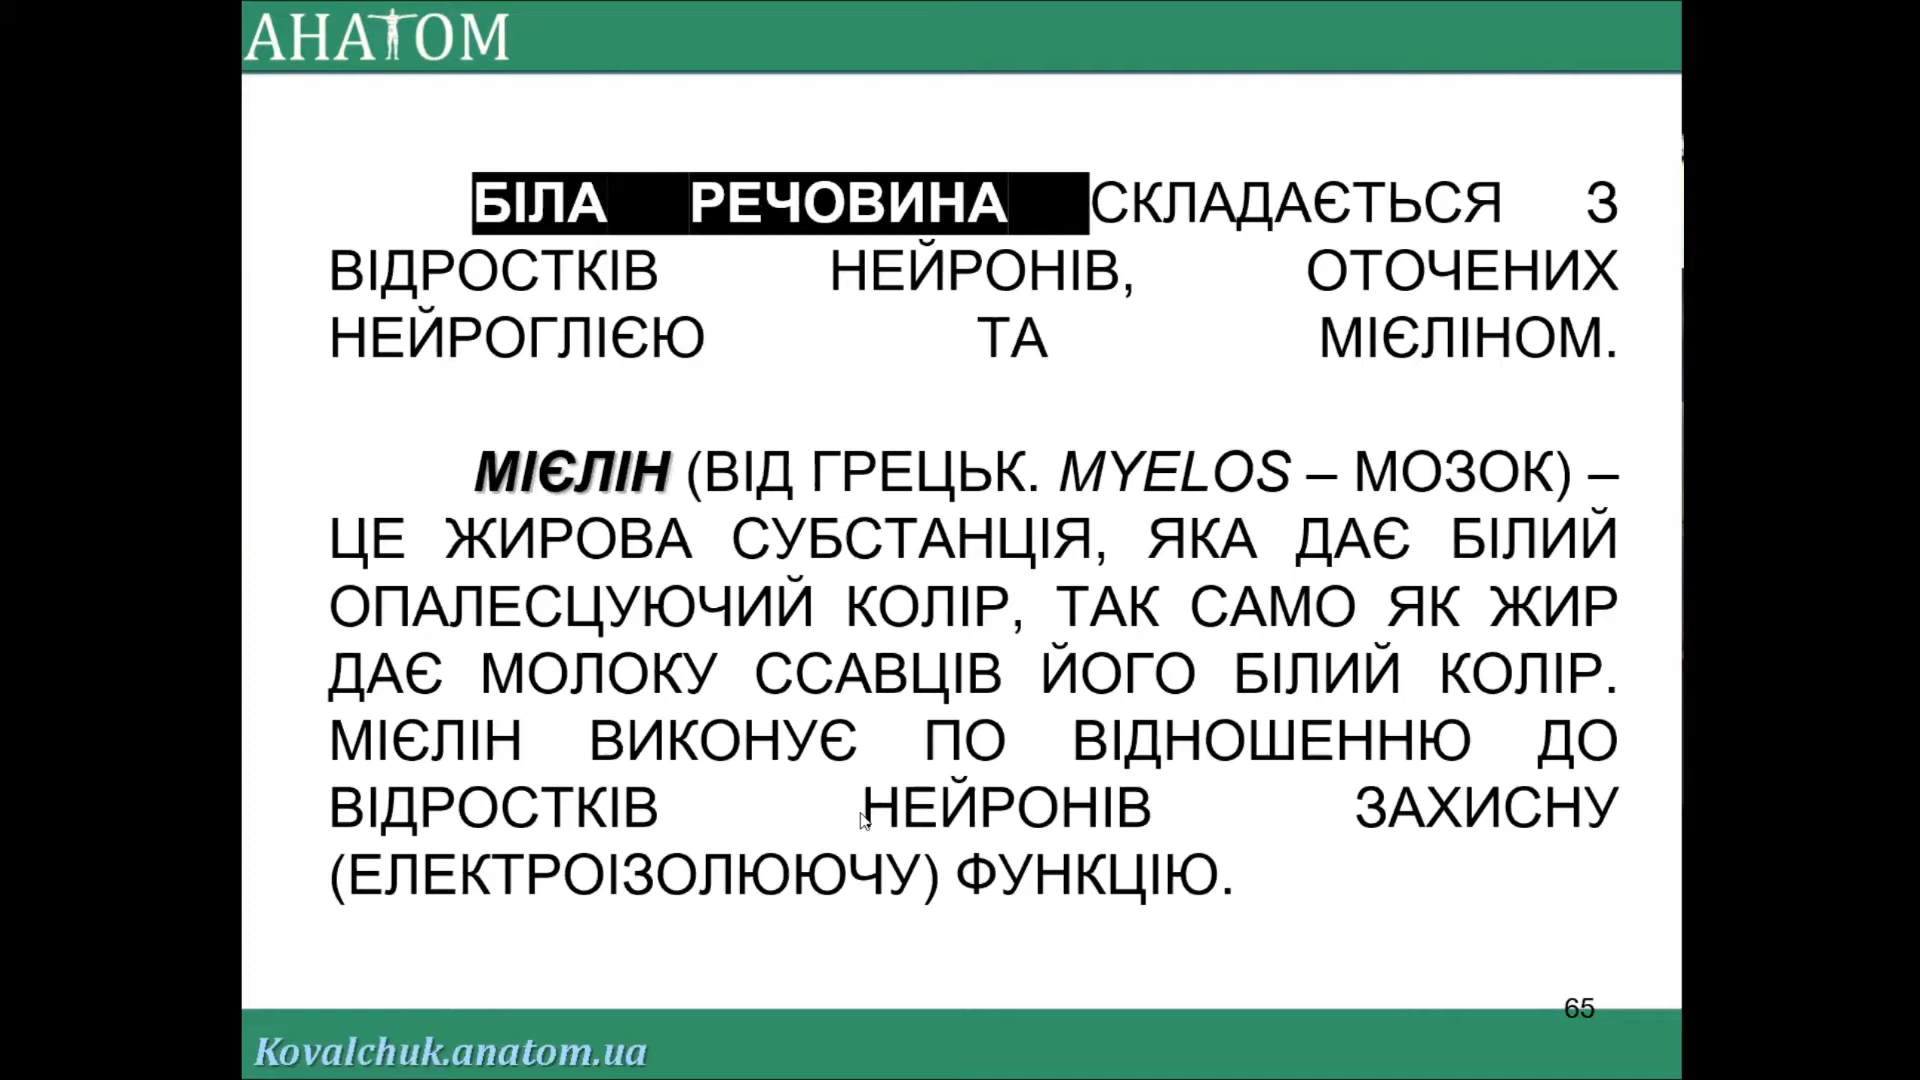 АНАТОМ
БІЛА РЕЧОВИНА СКЛАДАЄТЬСЯ З
ВІДРОСТКІВ НЕЙРОНІВ, ОТОЧЕНИХ
НЕЙРОГЛІЄЮ ТА МІЄЛІНОМ.
МІЄЛІН (ВІД ГРЕЦЬК. MYELOS – МОЗОК) –
ЦЕ ЖИРОВА СУБСТАНЦІЯ, ЯКА ДАЄ БІЛИЙ
ОПАЛЕСЦУЮЧИЙ КОЛІР, ТАК САМО ЯК ЖИР
ДАЄ МОЛОКУ ССАВЦІВ ЙОГО БІЛИЙ КОЛІР.
МІЄЛІН ВИКОНУЄ ПО ВІДНОШЕННЮ ДО
ВІДРОСТКІВ НЕЙРОНІВ ЗАХИСНУ
(ЕЛЕКТРОІЗОЛЮЮЧУ) ФУНКЦІЮ.
65
Kovalchuk.anatom.ua